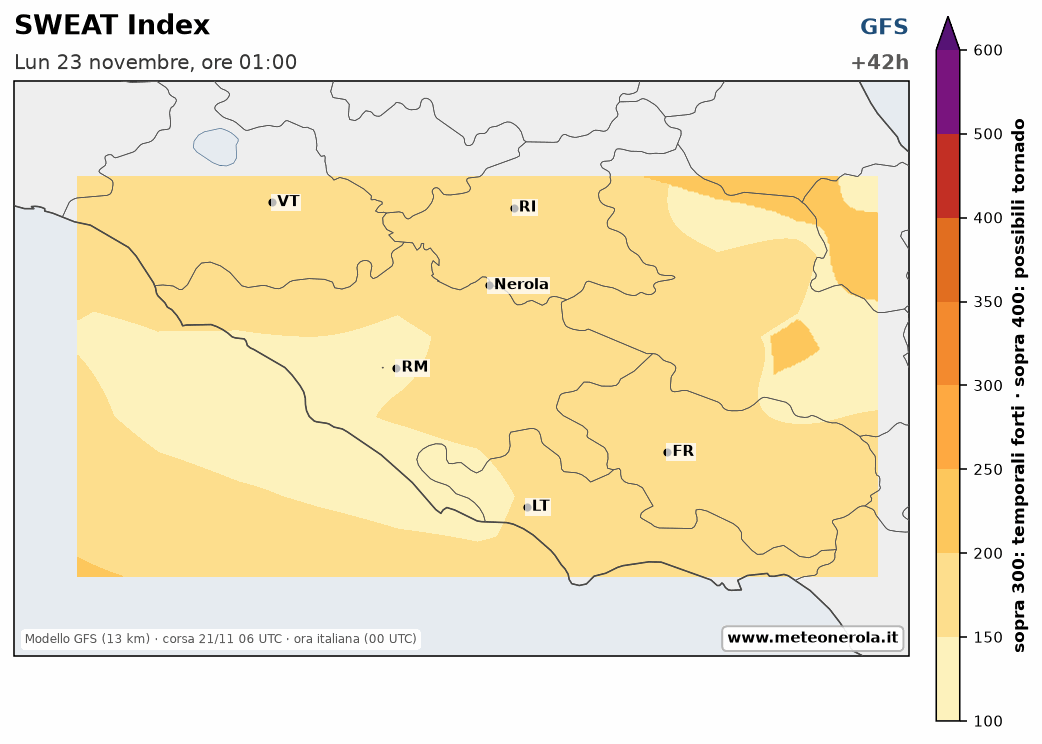 SWEAT Index
GFS
Lun 23 novembre, ore 01:00
+42h
VT
RI
Nerola
RM
FR
LT
Modello GFS (13 km) · corsa 21/11 06 UTC · ora italiana (00 UTC)
www.meteonerola.it
600
500
400
350
300
250
200
150
100
sopra 300: temporali forti · sopra 400: possibili tornado